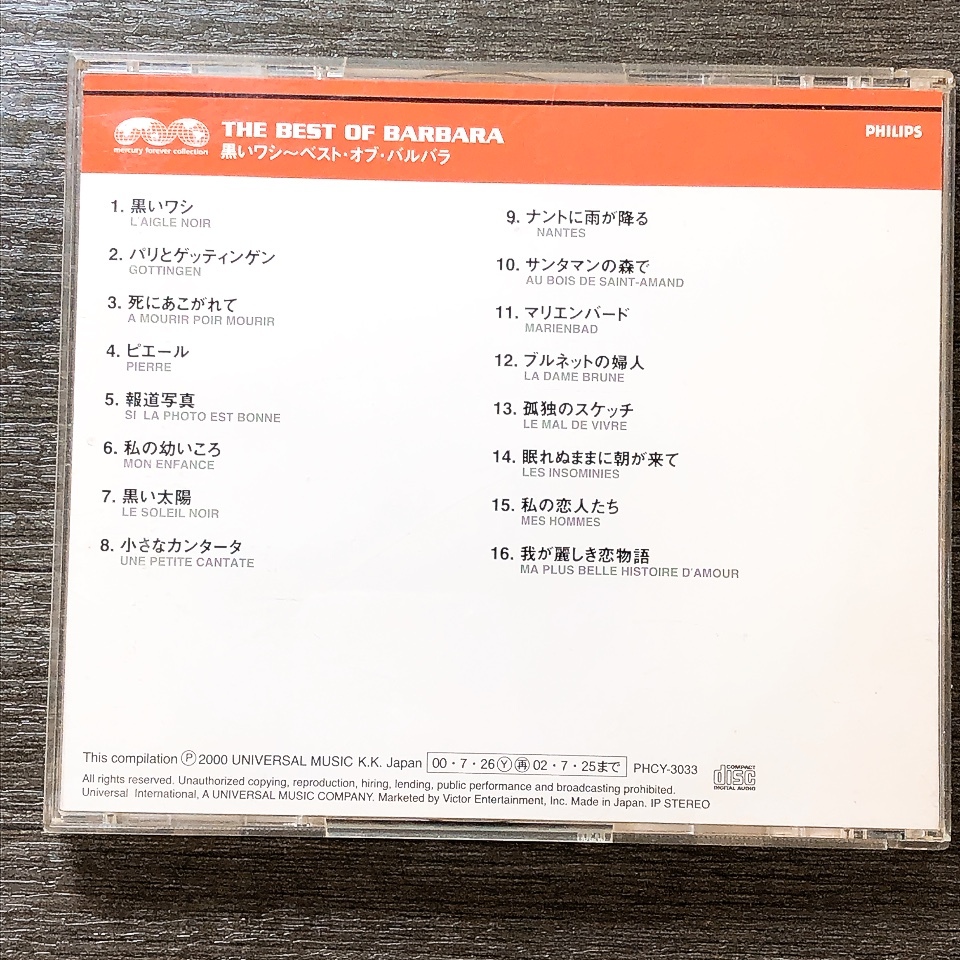 THE BEST OF BARBARA
黒いワシ〜ベスト・オブ・バルバラ
mercury forever collection
PHILIPS
1. 黒いワシ
L'AIGLE NOIR
2. パリとゲッティンゲン
GOTTINGEN
3. 死にあこがれて
A MOURIR POIR MOURIR
4. ピエール
PIERRE
5. 報道写真
SI LA PHOTO EST BONNE
6. 私の幼いころ
MON ENFANCE
7. 黒い太陽
LE SOLEIL NOIR
8. 小さなカンタータ
UNE PETITE CANTATE
9. ナントに雨が降る
NANTES
10. サンタマンの森で
AU BOIS DE SAINT-AMAND
11. マリエンバード
MARIENBAD
12. ブルネットの婦人
LA DAME BRUNE
13. 孤独のスケッチ
LE MAL DE VIVRE
14. 眠れぬままに朝が来て
LES INSOMINIES
15. 私の恋人たち
MES HOMMES
16. 我が麗しき恋物語
MA PLUS BELLE HISTOIRE D'AMOUR
This compilation Ⓟ2000 UNIVERSAL MUSIC K.K. Japan 00・7・26Ⓨ㊢02・7・25まで PHCY-3033
COMPACT disc DIGITAL AUDIO
All rights reserved. Unauthorized copying, reproduction, hiring, lending, public performance and broadcasting prohibited.
Universal International, A UNIVERSAL MUSIC COMPANY. Marketed by Victor Entertainment, Inc. Made in Japan. IP STEREO